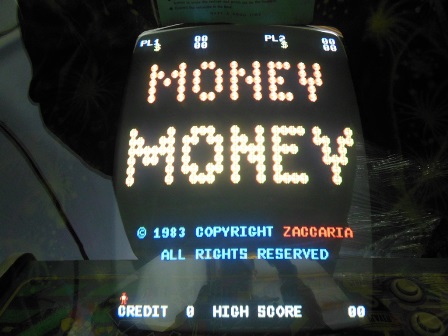 PL1 00 PL2 00
$ 00 $ 00
MONEY
MONEY
© 1983 COPYRIGHT ZACCARIA
ALL RIGHTS RESERVED
CREDIT 0 HIGH SCORE 00